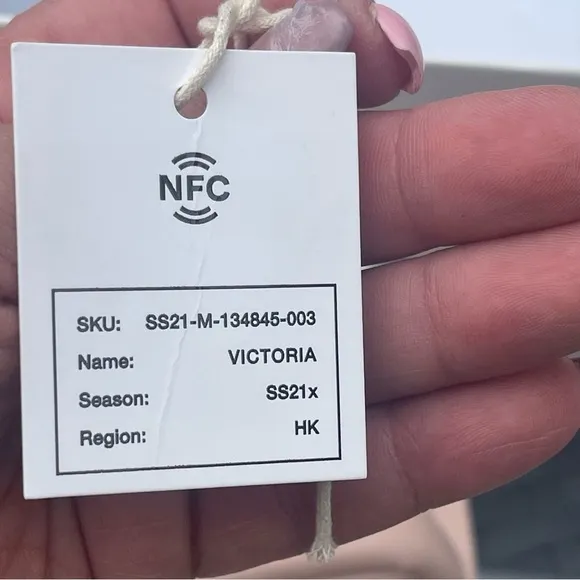 NFC
SKU: SS21-M-134845-003
Name: VICTORIA
Season: SS21x
Region: HK